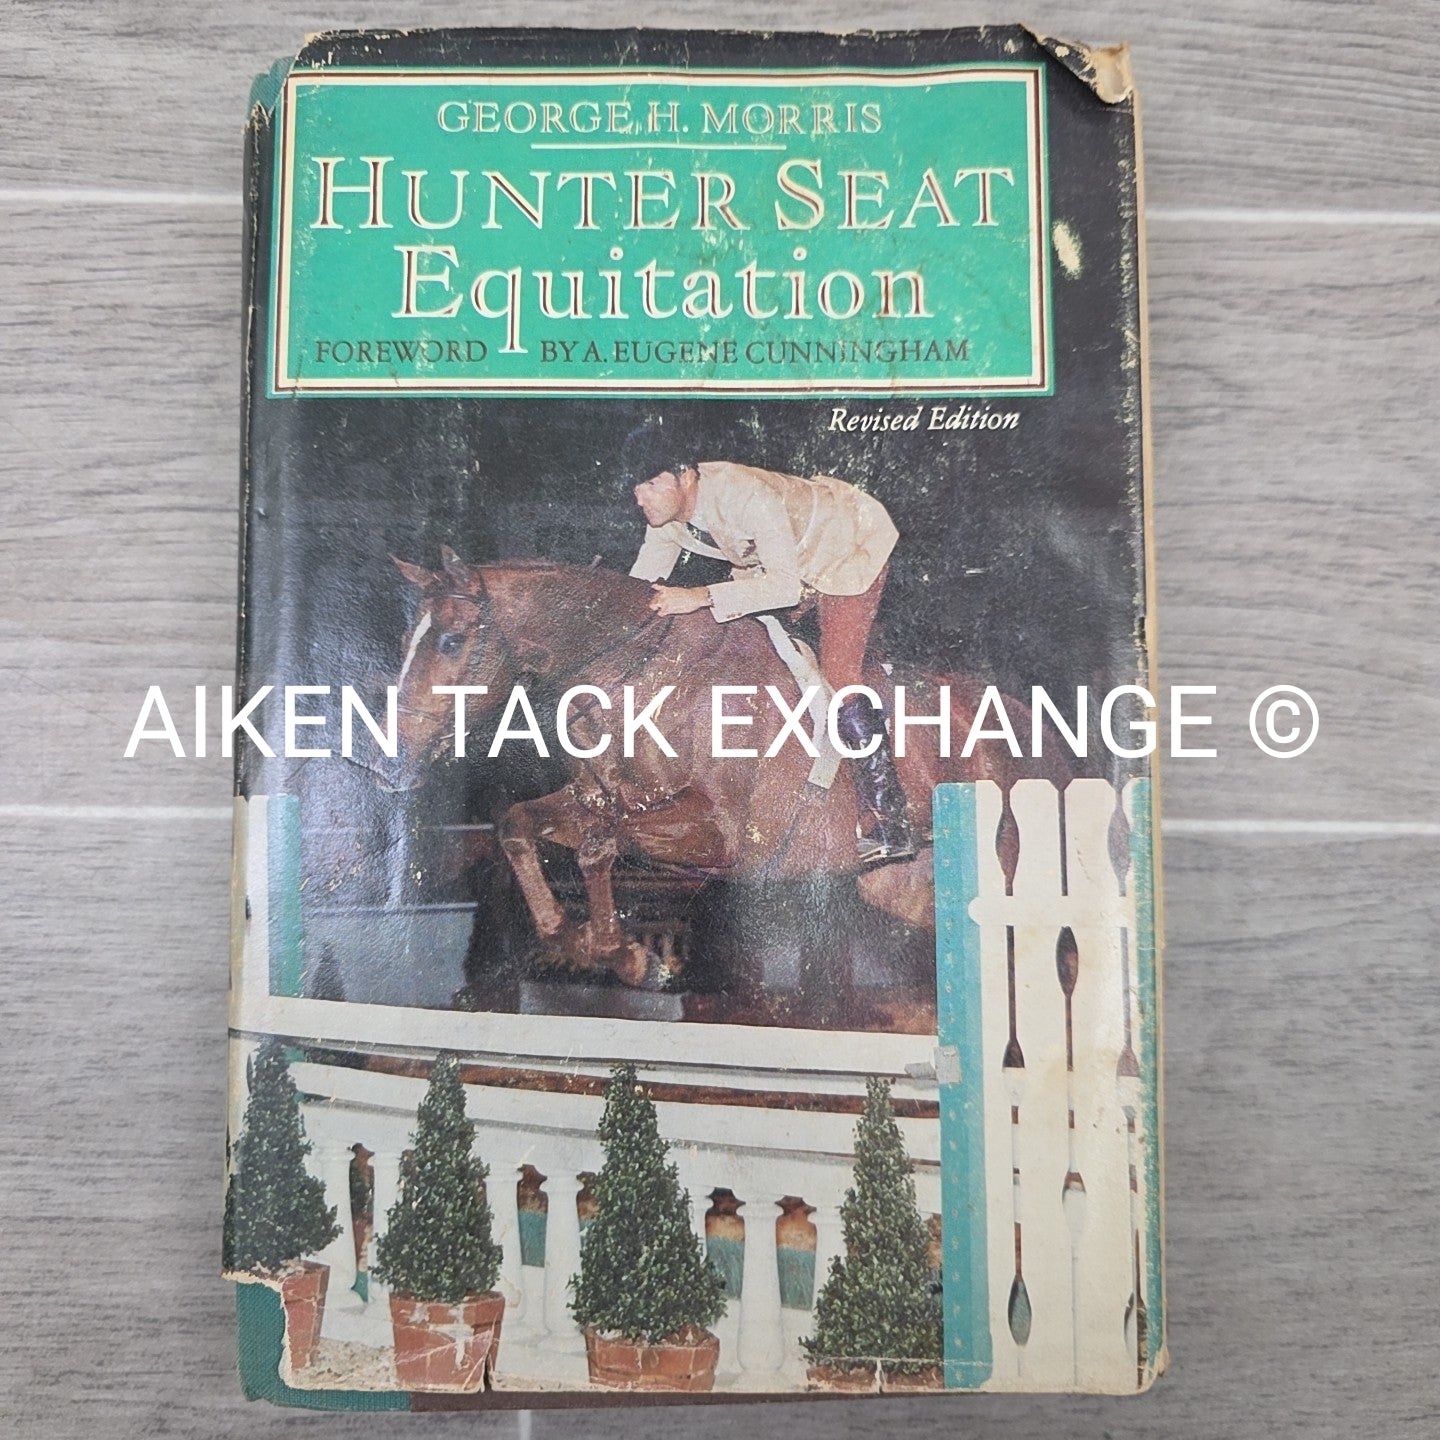 GEORGE H. MORRIS
HUNTER SEAT
Equitation
FOREWORD BY A. EUGENE CUNNINGHAM
Revised Edition
AIKEN TACK EXCHANGE ©